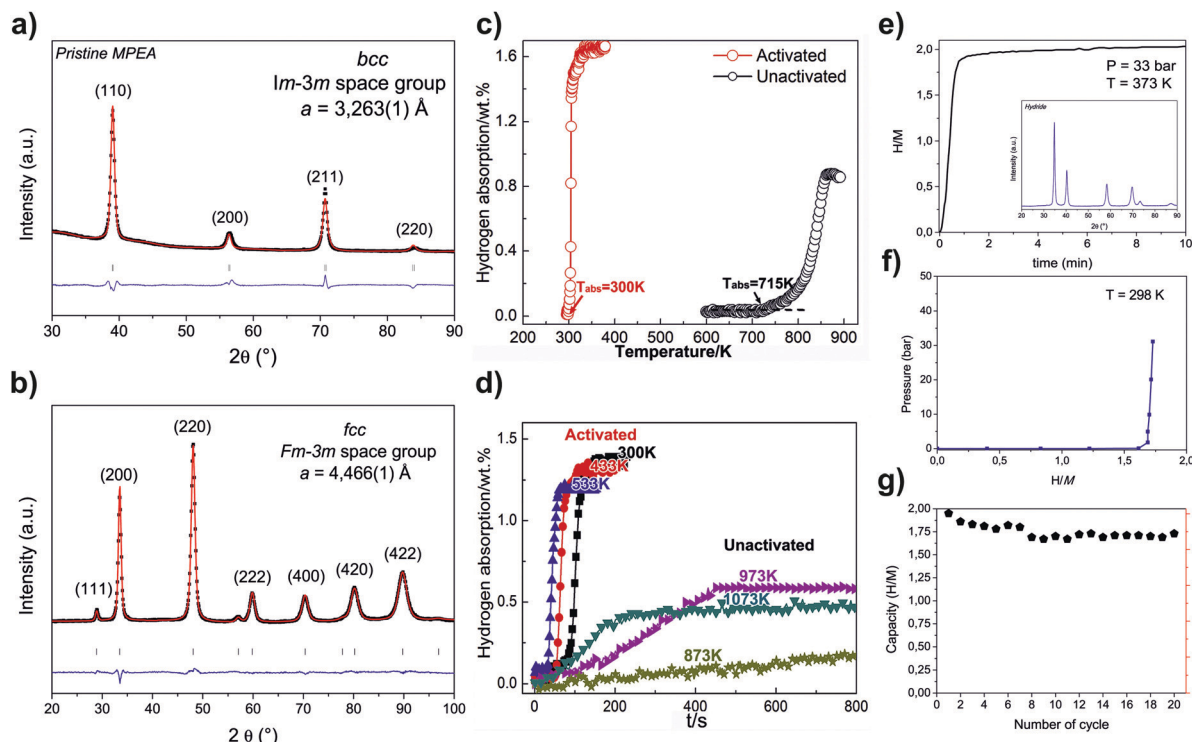 a)
Pristine MPEA
bcc
Im-3m space group
a = 3,263(1) Å
(110)
(200)
(211)
(220)
Intensity (a.u.)
30 40 50 60 70 80 90
2θ (°)
b)
fcc
Fm-3m space group
a = 4,466(1) Å
(111)
(200)
(220)
(222)
(400)
(420)
(422)
Intensity (a.u.)
20 30 40 50 60 70 80 90 100
2 θ (°)
c)
Hydrogen absorption/wt.%
1.6
1.2
0.8
0.4
0.0
Activated
Unactivated
Tabs=300K
Tabs=715K
200 300 400 500 600 700 800 900
Temperature/K
d)
Hydrogen absorption/wt.%
1.5
1.0
0.5
0.0
Activated
300K
433K
533K
Unactivated
973K
1073K
873K
0 200 400 600 800
t/s
e)
H/M
2,0
1,5
1,0
0,5
0,0
P = 33 bar
T = 373 K
Hydride
Intensity (a.u.)
20 30 40 50 60 70 80 90
2θ (°)
0 2 4 6 8 10
time (min)
f)
Pressure (bar)
50
40
30
20
10
0
T = 298 K
0,0 0,5 1,0 1,5 2,0
H/M
g)
Capacity (H/M)
2,00
1,75
1,50
1,25
1,00
0,75
0,50
0,25
0,00
0 2 4 6 8 10 12 14 16 18 20
Number of cycle